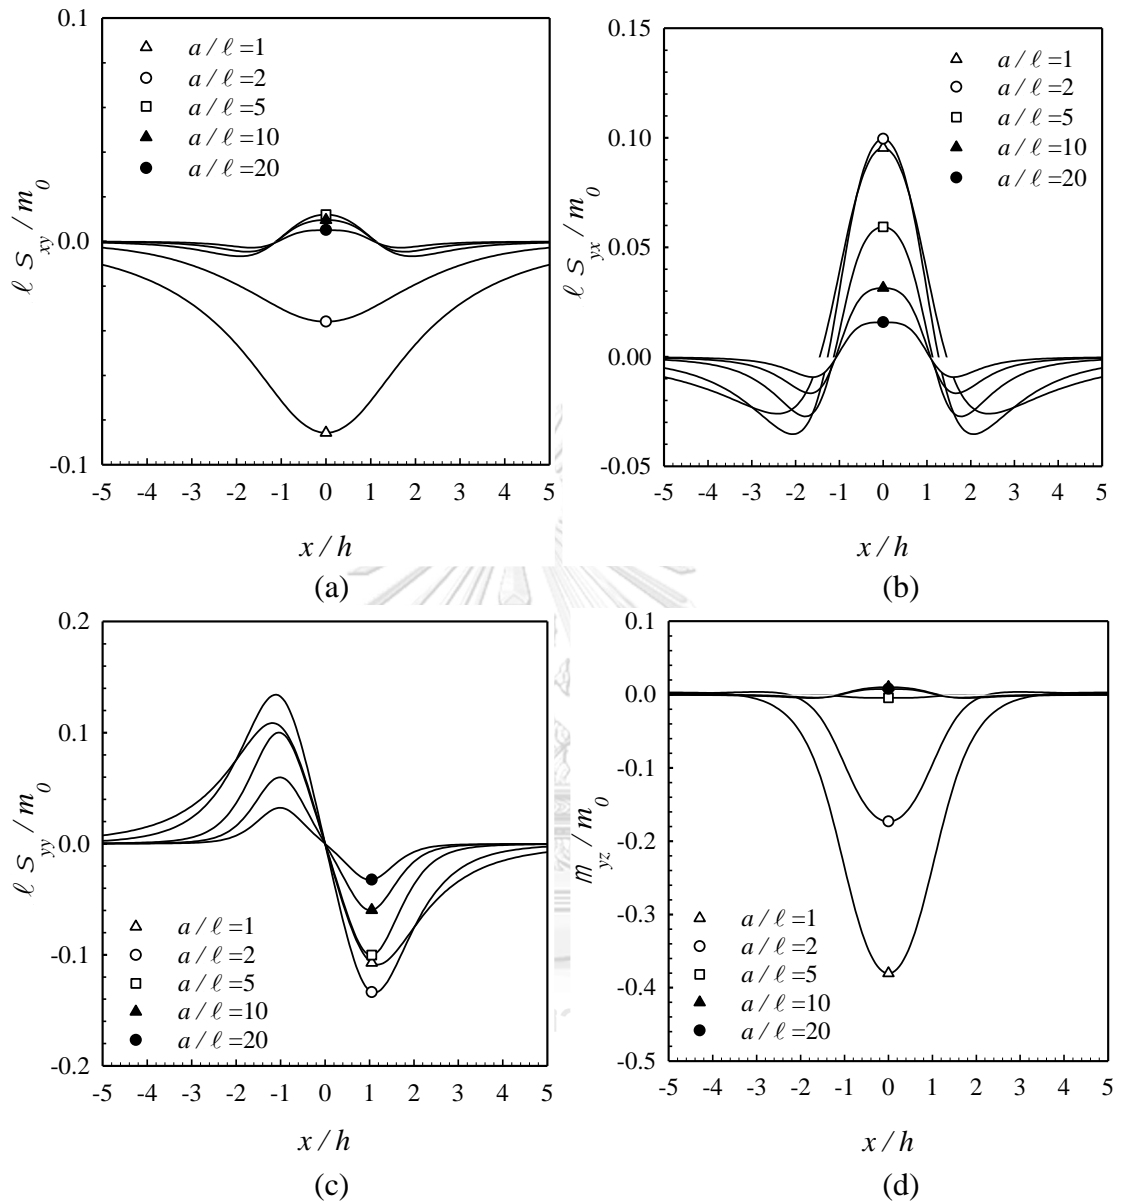 0.1
0.0
-0.1
ℓ s_xy / m_0
a / ℓ =1
a / ℓ =2
a / ℓ =5
a / ℓ =10
a / ℓ =20
-5 -4 -3 -2 -1 0 1 2 3 4 5
x / h
(a)
0.15
0.10
0.05
0.00
-0.05
ℓ s_yx / m_0
a / ℓ =1
a / ℓ =2
a / ℓ =5
a / ℓ =10
a / ℓ =20
-5 -4 -3 -2 -1 0 1 2 3 4 5
x / h
(b)
0.2
0.1
0.0
-0.1
-0.2
ℓ s_yy / m_0
a / ℓ =1
a / ℓ =2
a / ℓ =5
a / ℓ =10
a / ℓ =20
-5 -4 -3 -2 -1 0 1 2 3 4 5
x / h
(c)
0.1
0.0
-0.1
-0.2
-0.3
-0.4
-0.5
m_yz / m_0
a / ℓ =1
a / ℓ =2
a / ℓ =5
a / ℓ =10
a / ℓ =20
-5 -4 -3 -2 -1 0 1 2 3 4 5
x / h
(d)